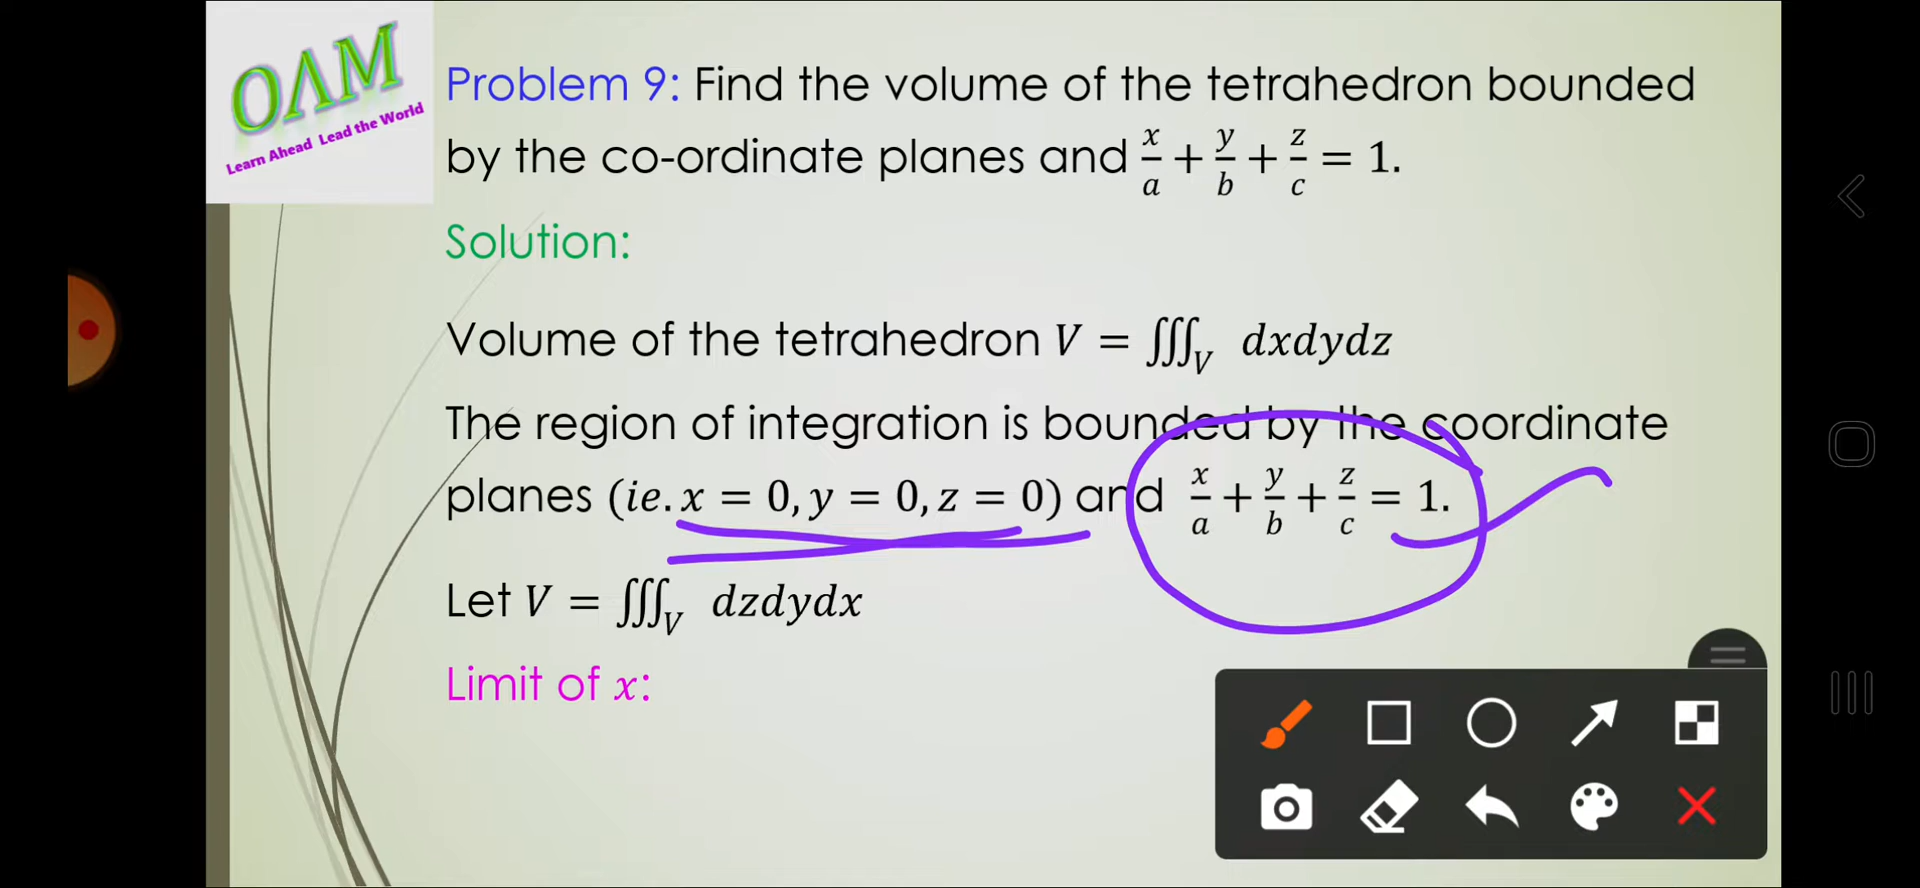 OΛM
Learn Ahead Lead the World
Problem 9: Find the volume of the tetrahedron bounded
by the co-ordinate planes and x/a + y/b + z/c = 1.
Solution:
Volume of the tetrahedron V = ∭_V dxdydz
The region of integration is bounded by the coordinate
planes (ie. x = 0, y = 0, z = 0) and x/a + y/b + z/c = 1.
Let V = ∭_V dzdydx
Limit of x: